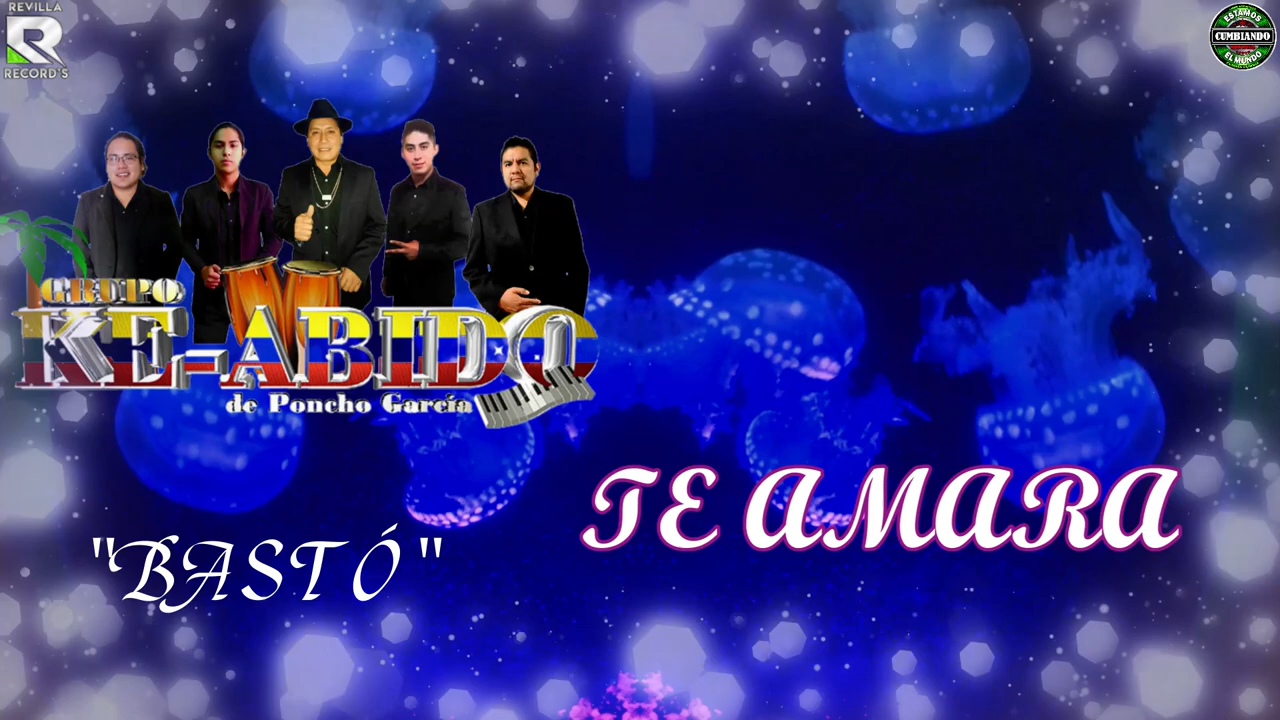 REVILLA
R
RECORD'S
ESTAMOS
CUMBIANDO
EL MUNDO
GRUPO
KE-ABIDO
de Poncho García
TE AMARA
"BASTÓ"